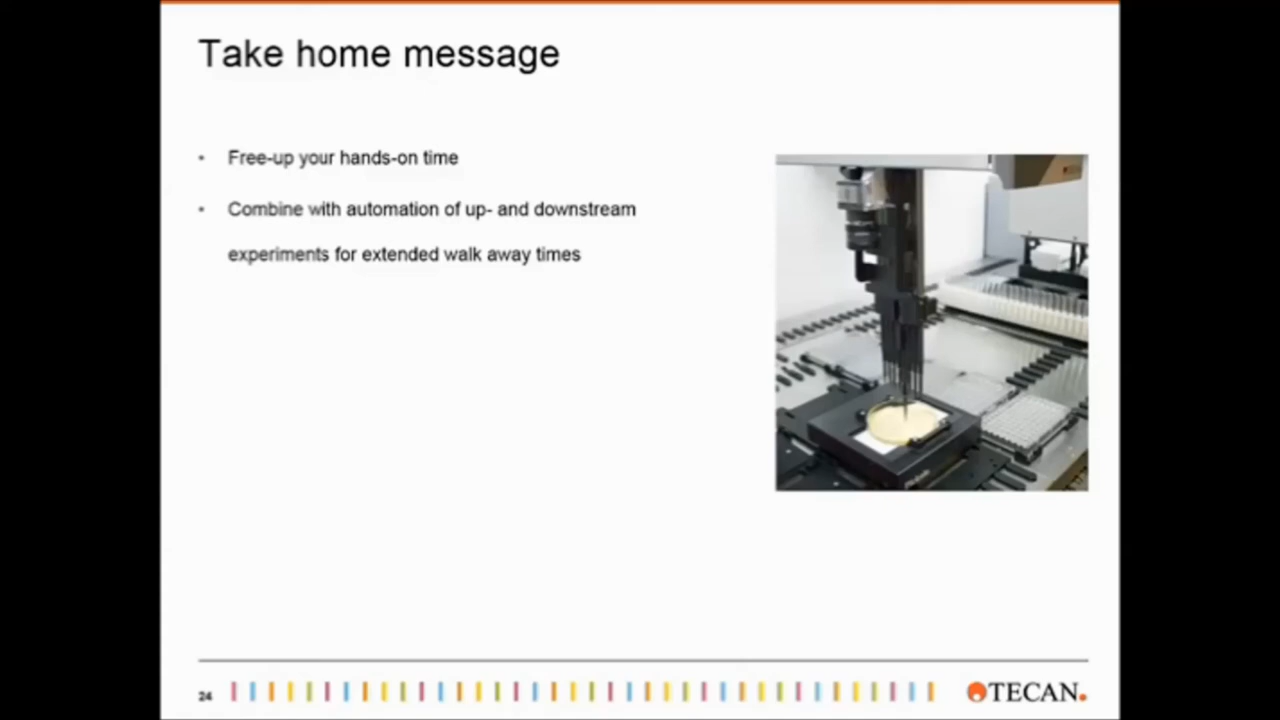 Take home message
• Free-up your hands-on time
• Combine with automation of up- and downstream
experiments for extended walk away times
24
TECAN.